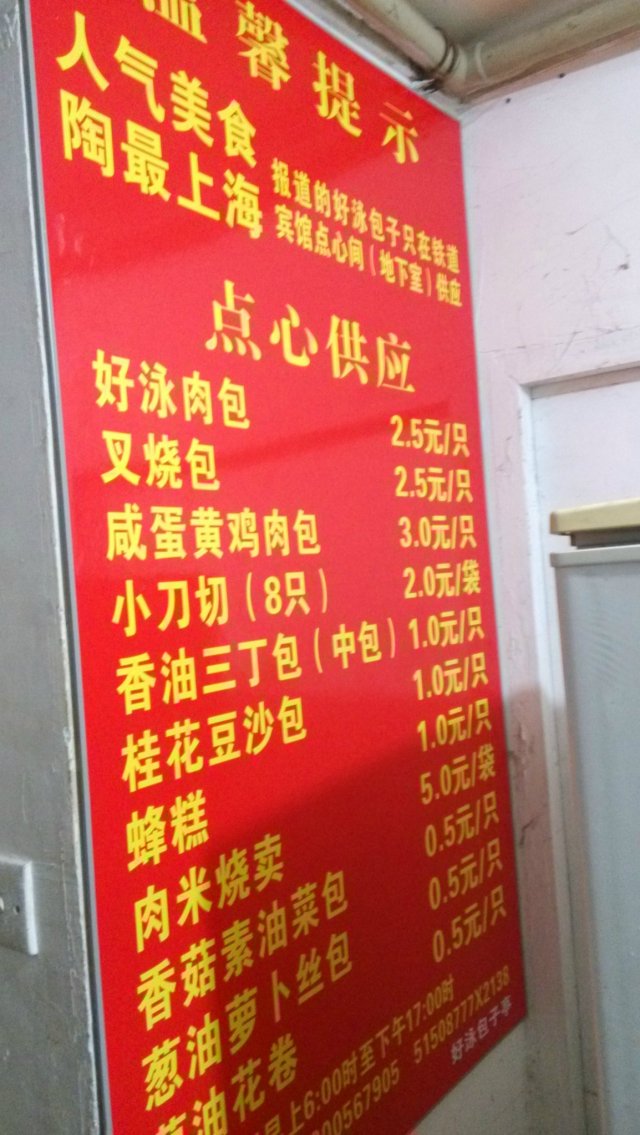 温馨提示
人气美食
陶最上海
报道的好泳包子只在铁道
宾馆点心间（地下室）供应
点心供应
好泳肉包 2.5元/只
叉烧包 2.5元/只
咸蛋黄鸡肉包 3.0元/只
小刀切（8只） 2.0元/袋
香油三丁包（中包） 1.0元/只
桂花豆沙包 1.0元/只
蜂糕 1.0元/只
肉米烧卖 5.0元/袋
香菇素油菜包 0.5元/只
葱油萝卜丝包 0.5元/只
葱油花卷 0.5元/只
早上6:00时至下午17:00时
00567905 51508777X2138
好泳包子亭